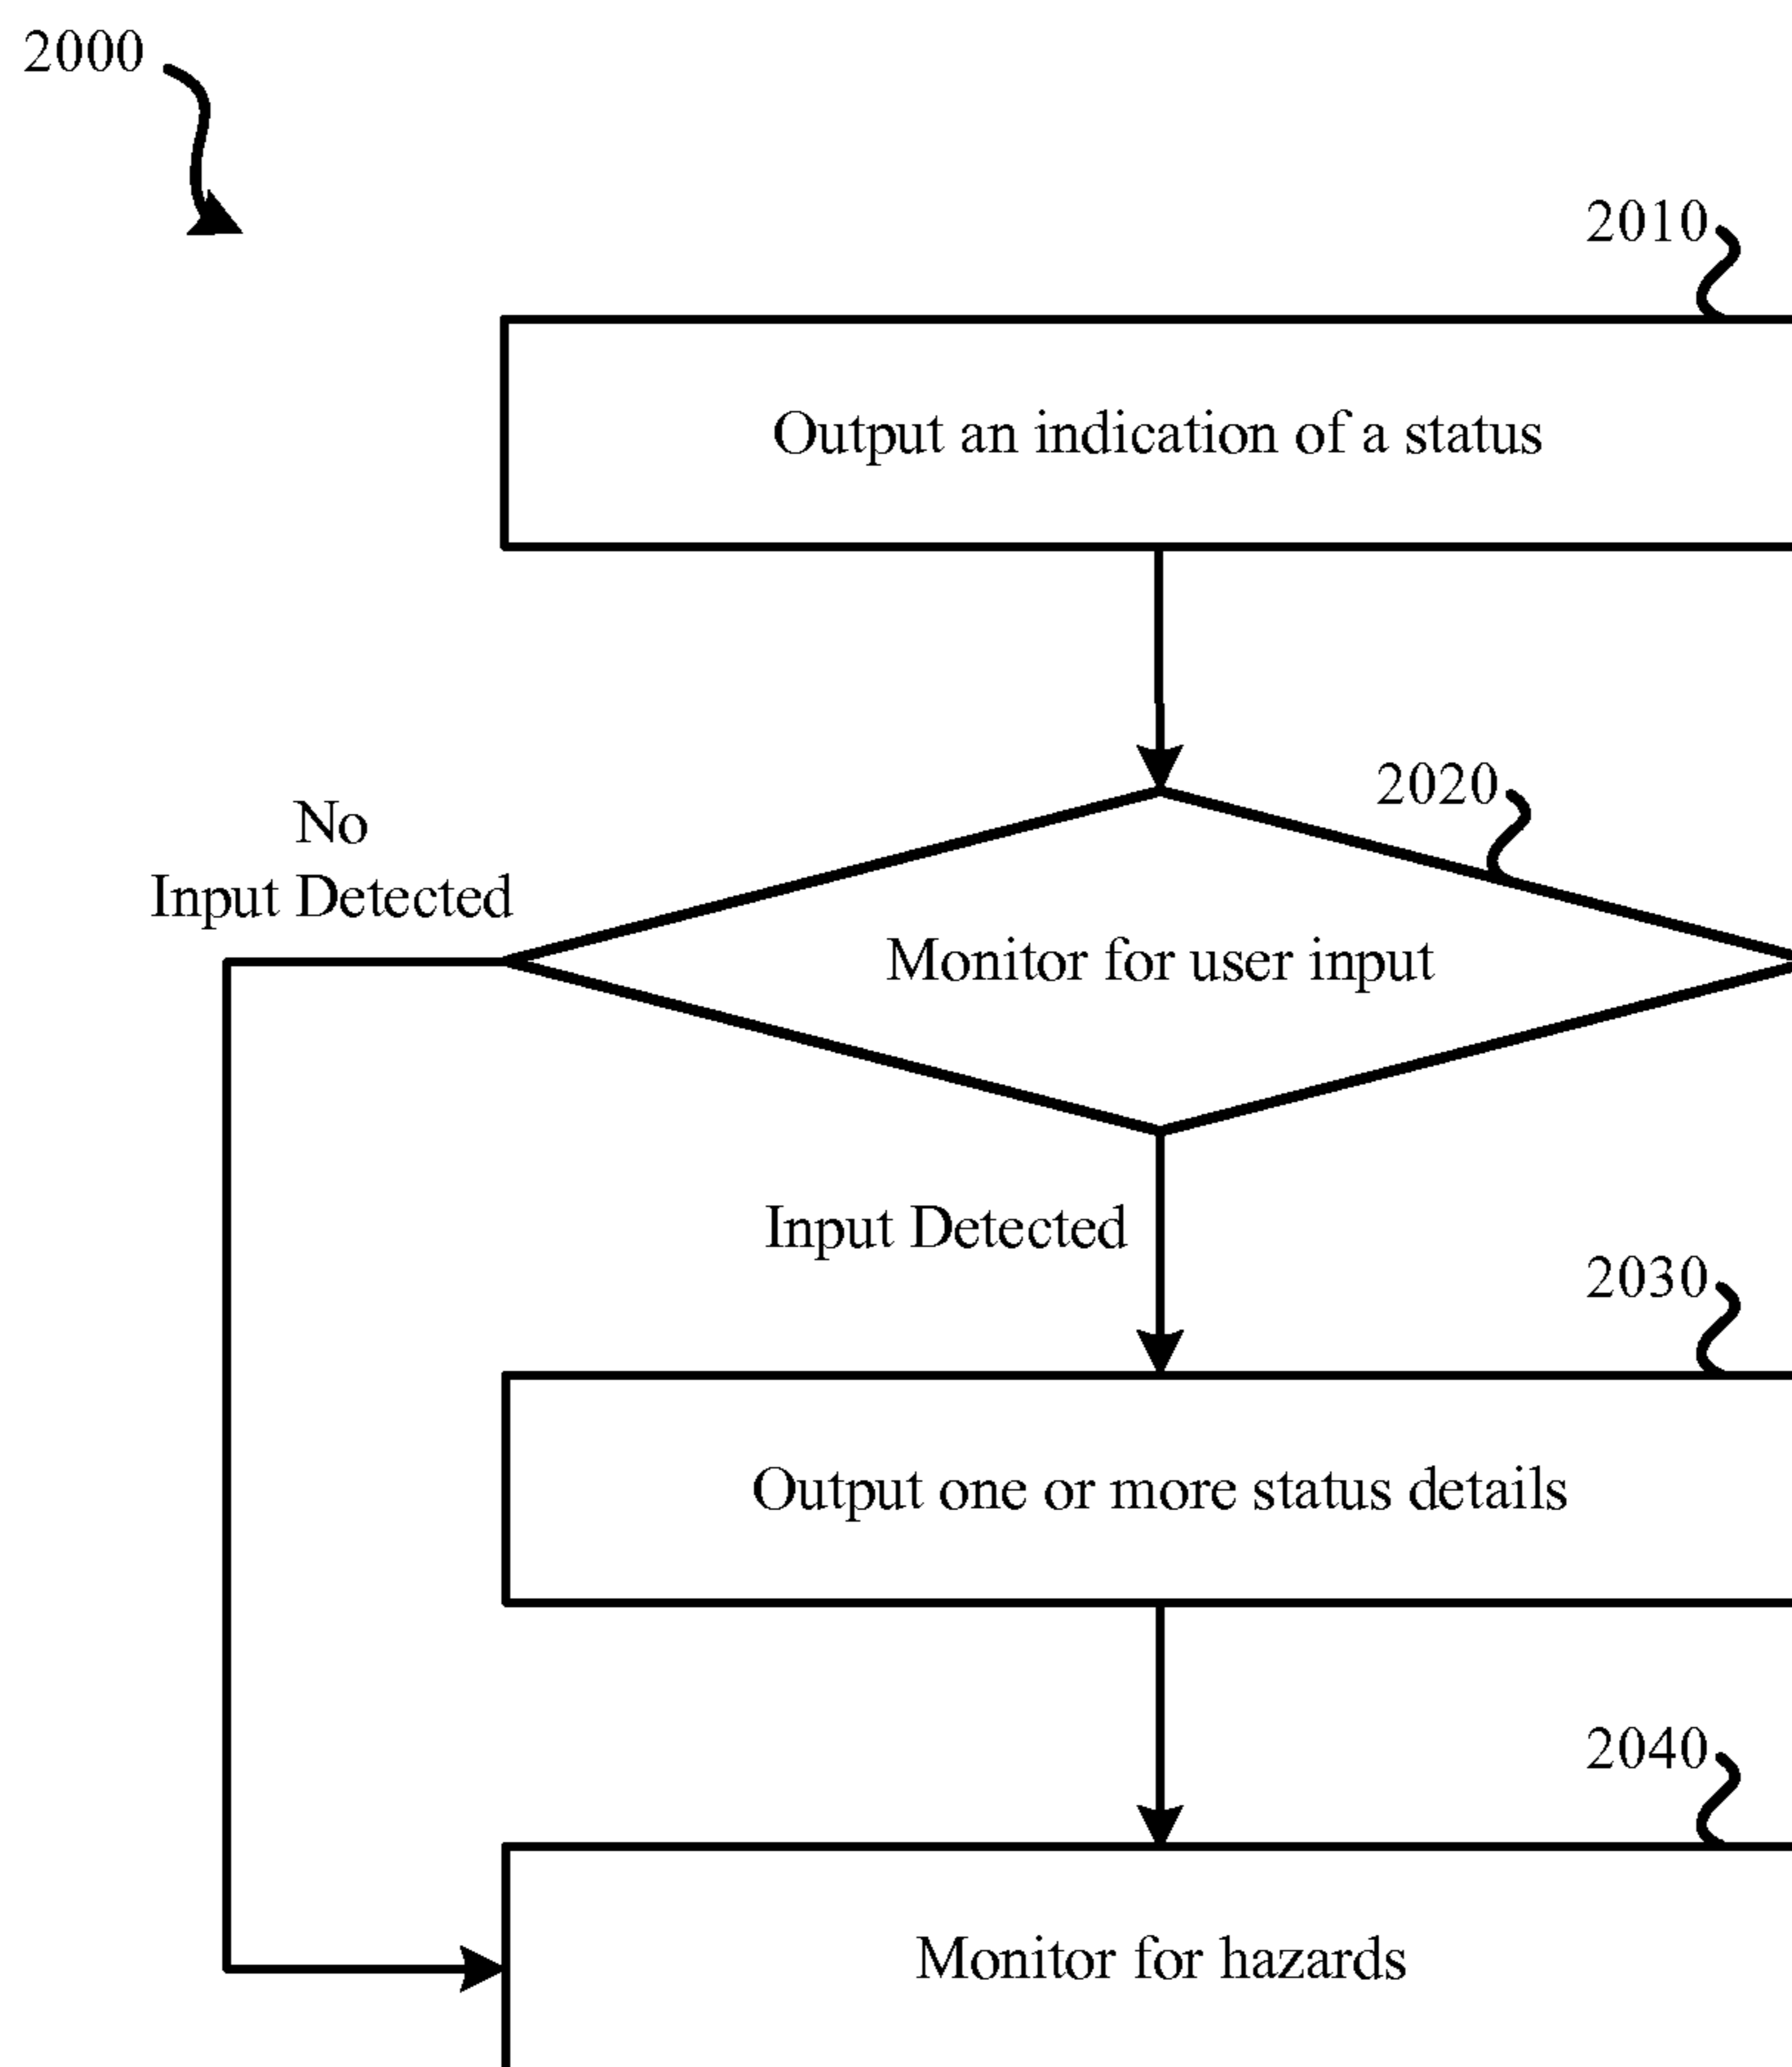 2000
2010
Output an indication of a status
2020
No
Input Detected
Monitor for user input
Input Detected
2030
Output one or more status details
2040
Monitor for hazards